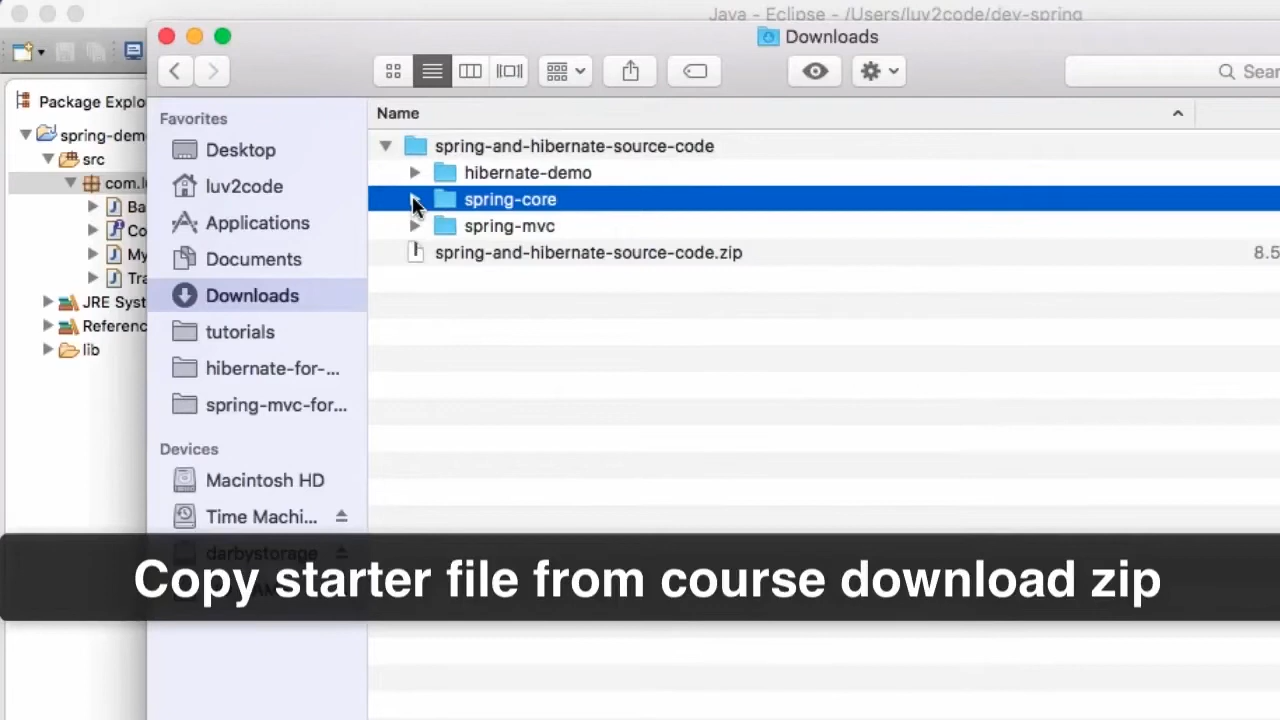 Java - Eclipse - /Users/luv2code/dev-spring
Downloads
Sear
Package Explo
spring-dem
src
com.l
Ba
Co
My
Tra
JRE Syst
Referenc
lib
Favorites
Desktop
luv2code
Applications
Documents
Downloads
tutorials
hibernate-for-...
spring-mvc-for...
Devices
Macintosh HD
Time Machi...
darbystorage
Name
spring-and-hibernate-source-code
hibernate-demo
spring-core
spring-mvc
spring-and-hibernate-source-code.zip
8.5
Copy starter file from course download zip